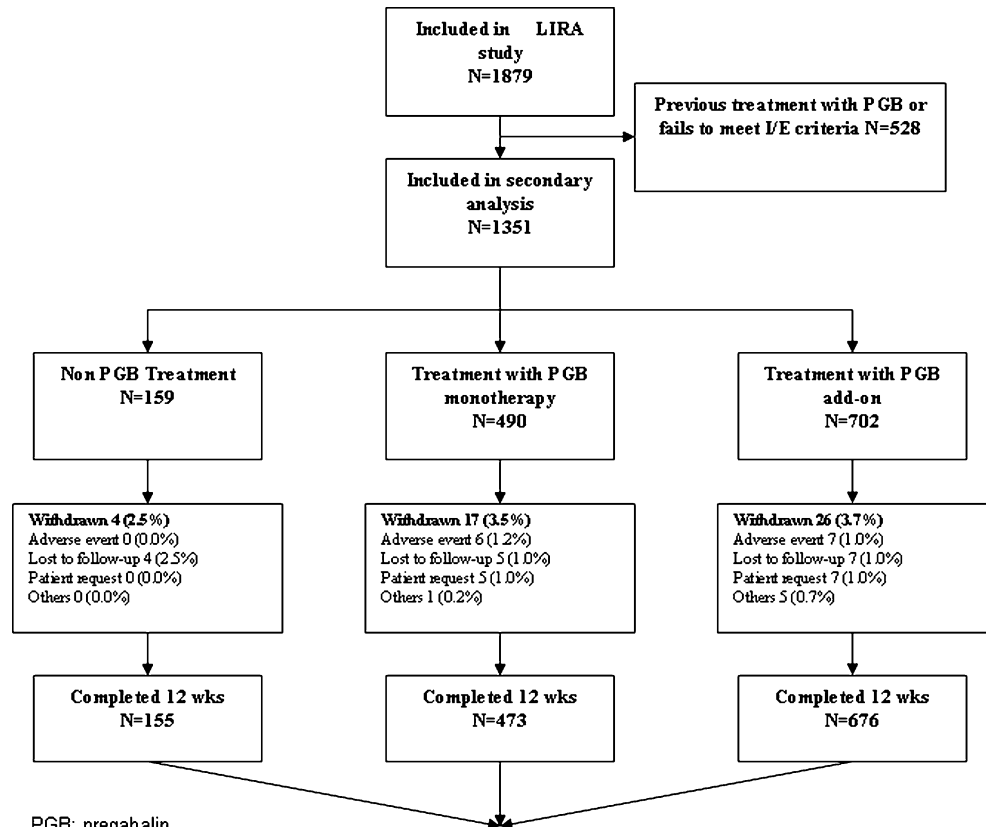 Included in LIRA
study
N=1879
Previous treatment with PGB or
fails to meet I/E criteria N=528
Included in secondary
analysis
N=1351
Non PGB Treatment
N=159
Treatment with PGB
monotherapy
N=490
Treatment with PGB
add-on
N=702
Withdrawn 4 (2.5%)
Adverse event 0 (0.0%)
Lost to follow-up 4 (2.5%)
Patient request 0 (0.0%)
Others 0 (0.0%)
Withdrawn 17 (3.5%)
Adverse event 6 (1.2%)
Lost to follow-up 5 (1.0%)
Patient request 5 (1.0%)
Others 1 (0.2%)
Withdrawn 26 (3.7%)
Adverse event 7 (1.0%)
Lost to follow-up 7 (1.0%)
Patient request 7 (1.0%)
Others 5 (0.7%)
Completed 12 wks
N=155
Completed 12 wks
N=473
Completed 12 wks
N=676
PGB: pregabalin